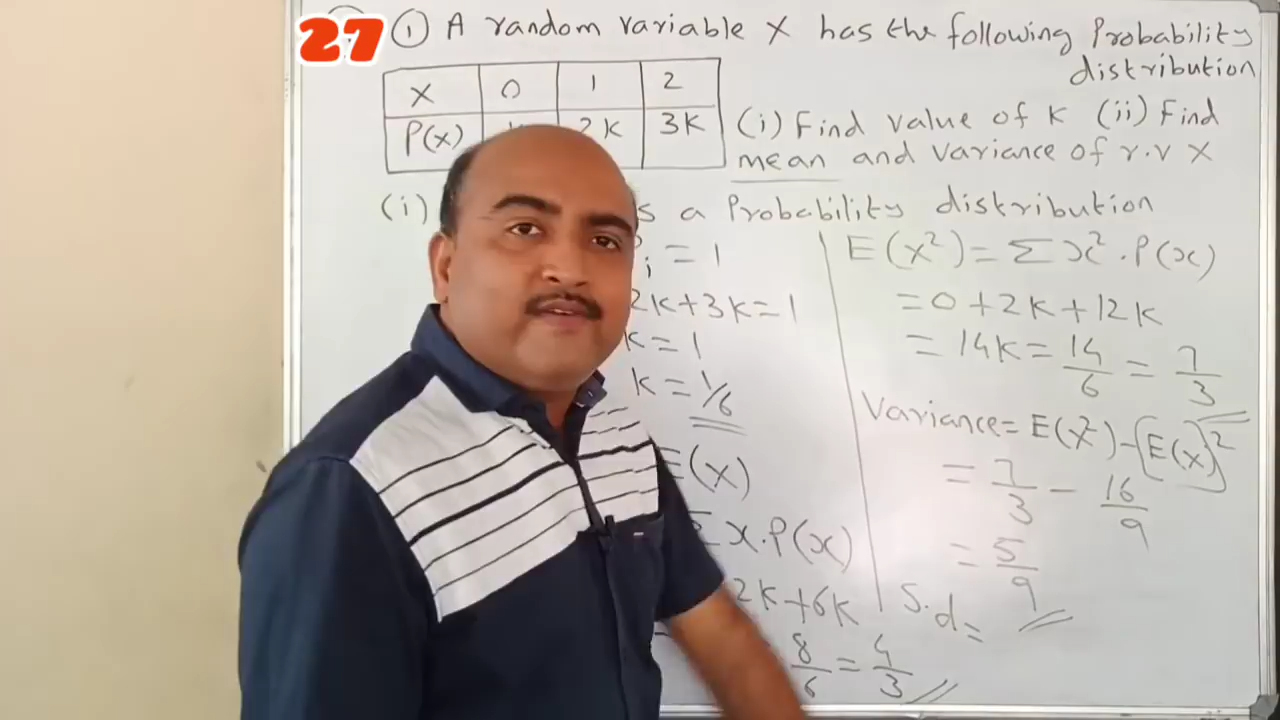 27 ① A random variable X has the following Probability
distribution
X 0 1 2
P(x) 2K 3K
(i) Find value of K (ii) Find
mean and variance of r.v X
(i) a Probability distribution
= 1
2K+3K=1
K=1
K=1/6
E(x)
x.P(x)
2K+6K
8/6 = 4/3
E(x²)=Σx².P(x)
=0+2K+12K
= 14K= 14/6 = 7/3
Variance= E(x²)-[E(x)]²
= 7/3 - 16/9
= 5/9
S.d=